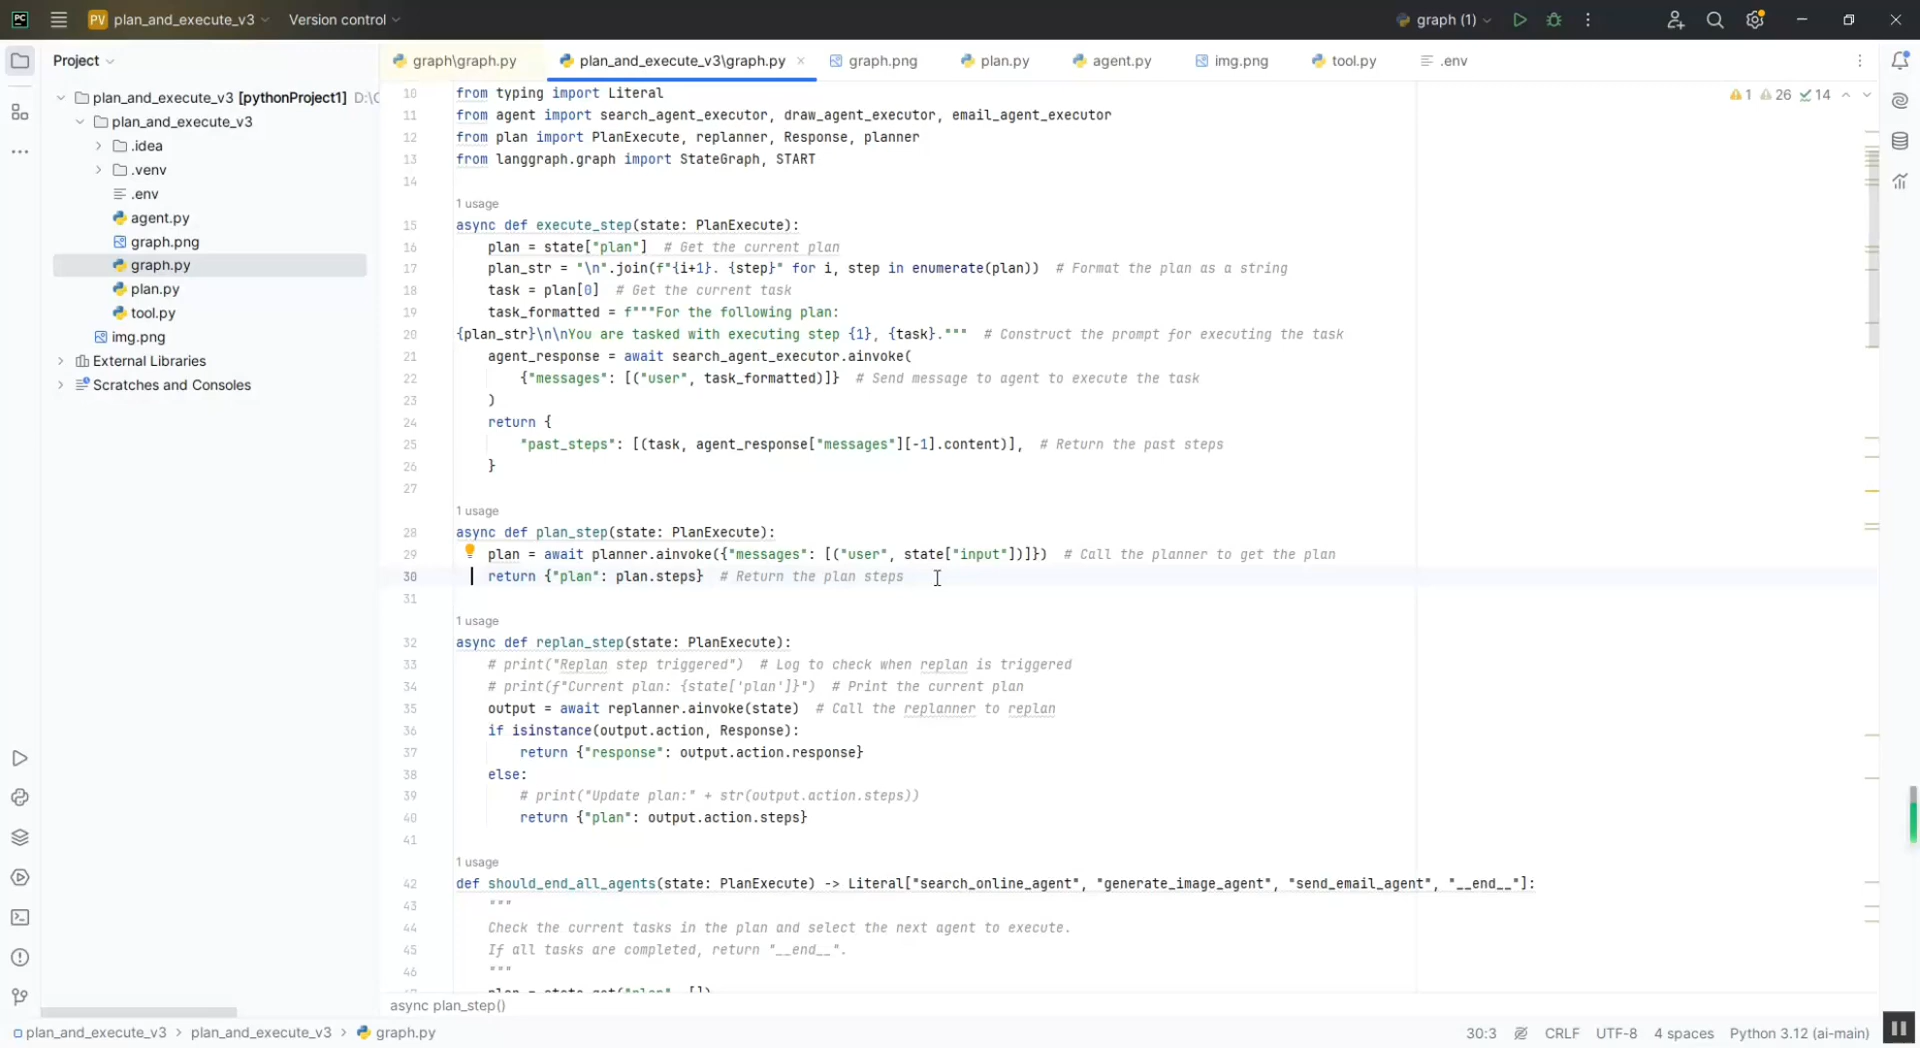 PC
PV plan_and_execute_v3
Version control
graph (1)
Project
graph\graph.py
plan_and_execute_v3\graph.py
graph.png
plan.py
agent.py
img.png
tool.py
.env
plan_and_execute_v3 [pythonProject1] D:\
plan_and_execute_v3
.idea
.venv
.env
agent.py
graph.png
graph.py
plan.py
tool.py
img.png
External Libraries
Scratches and Consoles
1 26 14
10 from typing import Literal
11 from agent import search_agent_executor, draw_agent_executor, email_agent_executor
12 from plan import PlanExecute, replanner, Response, planner
13 from langgraph.graph import StateGraph, START
14
1 usage
15 async def execute_step(state: PlanExecute):
16 plan = state["plan"]  # Get the current plan
17 plan_str = "\n".join(f"{i+1}. {step}" for i, step in enumerate(plan))  # Format the plan as a string
18 task = plan[0]  # Get the current task
19 task_formatted = f"""For the following plan:
20 {plan_str}\n\nYou are tasked with executing step {1}, {task}."""  # Construct the prompt for executing the task
21 agent_response = await search_agent_executor.ainvoke(
22 {"messages": [("user", task_formatted)]}  # Send message to agent to execute the task
23 )
24 return {
25 "past_steps": [(task, agent_response["messages"][-1].content)],  # Return the past steps
26 }
27
1 usage
28 async def plan_step(state: PlanExecute):
29 plan = await planner.ainvoke({"messages": [("user", state["input"])]})  # Call the planner to get the plan
30 return {"plan": plan.steps}  # Return the plan steps
31
1 usage
32 async def replan_step(state: PlanExecute):
33 # print("Replan step triggered")  # Log to check when replan is triggered
34 # print(f"Current plan: {state['plan']}")  # Print the current plan
35 output = await replanner.ainvoke(state)  # Call the replanner to replan
36 if isinstance(output.action, Response):
37 return {"response": output.action.response}
38 else:
39 # print("Update plan:" + str(output.action.steps))
40 return {"plan": output.action.steps}
41
1 usage
42 def should_end_all_agents(state: PlanExecute) -> Literal["search_online_agent", "generate_image_agent", "send_email_agent", "__end__"]:
43 """
44 Check the current tasks in the plan and select the next agent to execute.
45 If all tasks are completed, return "__end__".
46 """
plan = state.get("plan", [])
async plan_step()
plan_and_execute_v3 > plan_and_execute_v3 > graph.py
30:3 CRLF UTF-8 4 spaces Python 3.12 (ai-main)